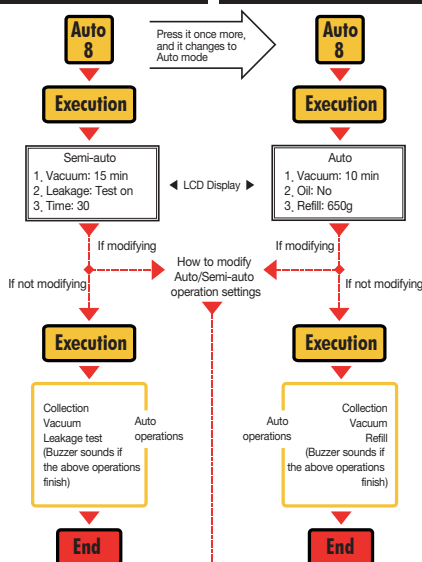 Auto
8
Press it once more,
and it changes to
Auto mode
Auto
8
Execution
Execution
Semi-auto
1. Vacuum: 15 min
2. Leakage: Test on
3. Time: 30
◀ LCD Display ▶
Auto
1. Vacuum: 10 min
2. Oil: No
3. Refill: 650g
If modifying
If modifying
How to modify
Auto/Semi-auto
operation settings
If not modifying
If not modifying
Execution
Execution
Collection
Vacuum
Leakage test
(Buzzer sounds if
the above operations
finish)
Auto
operations
Auto
operations
Collection
Vacuum
Refill
(Buzzer sounds if
the above operations
finish)
End
End